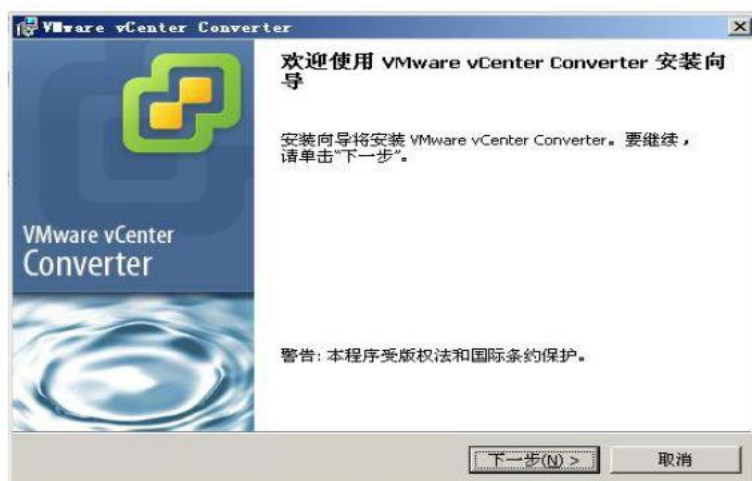 VMware vCenter Converter
欢迎使用 VMware vCenter Converter 安装向
导
安装向导将安装 VMware vCenter Converter。要继续，
请单击“下一步”。
VMware vCenter
Converter
警告: 本程序受版权法和国际条约保护。
下一步(N) >
取消